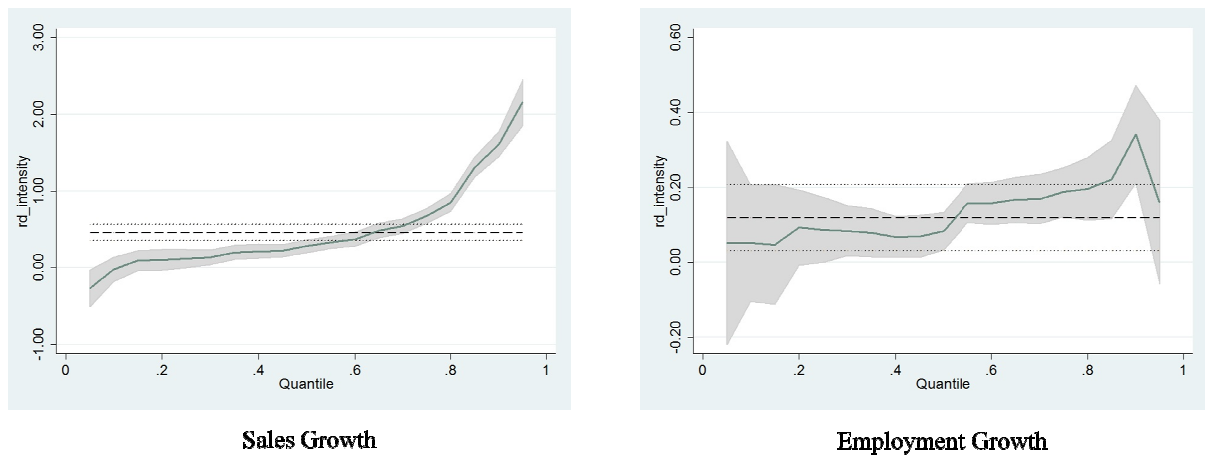 3.00
2.00
1.00
0.00
-1.00
rd_intensity
0 .2 .4 .6 .8 1
Quantile
Sales Growth
0.60
0.40
0.20
0.00
-0.20
rd_intensity
0 .2 .4 .6 .8 1
Quantile
Employment Growth